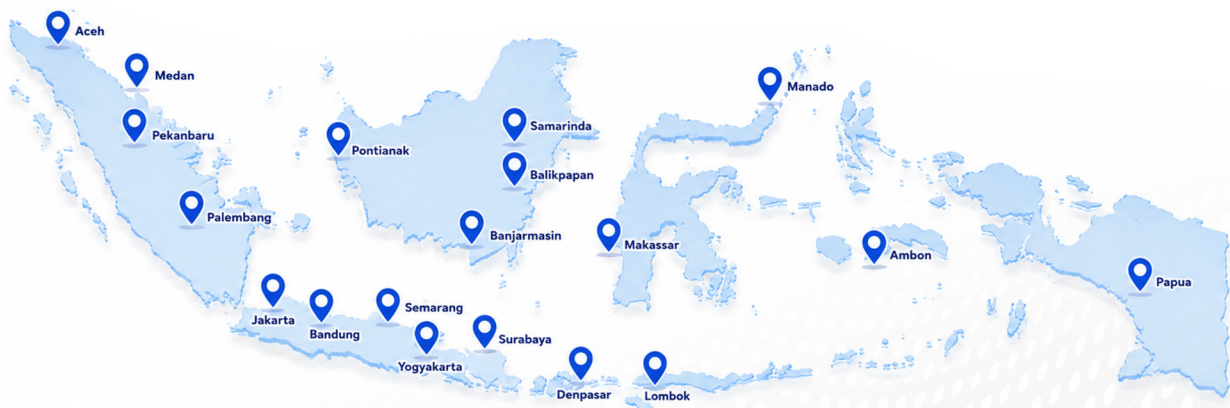 Aceh
Medan
Manado
Pekanbaru
Samarinda
Pontianak
Balikpapan
Palembang
Banjarmasin
Makassar
Ambon
Papua
Jakarta
Bandung
Semarang
Surabaya
Yogyakarta
Denpasar
Lombok